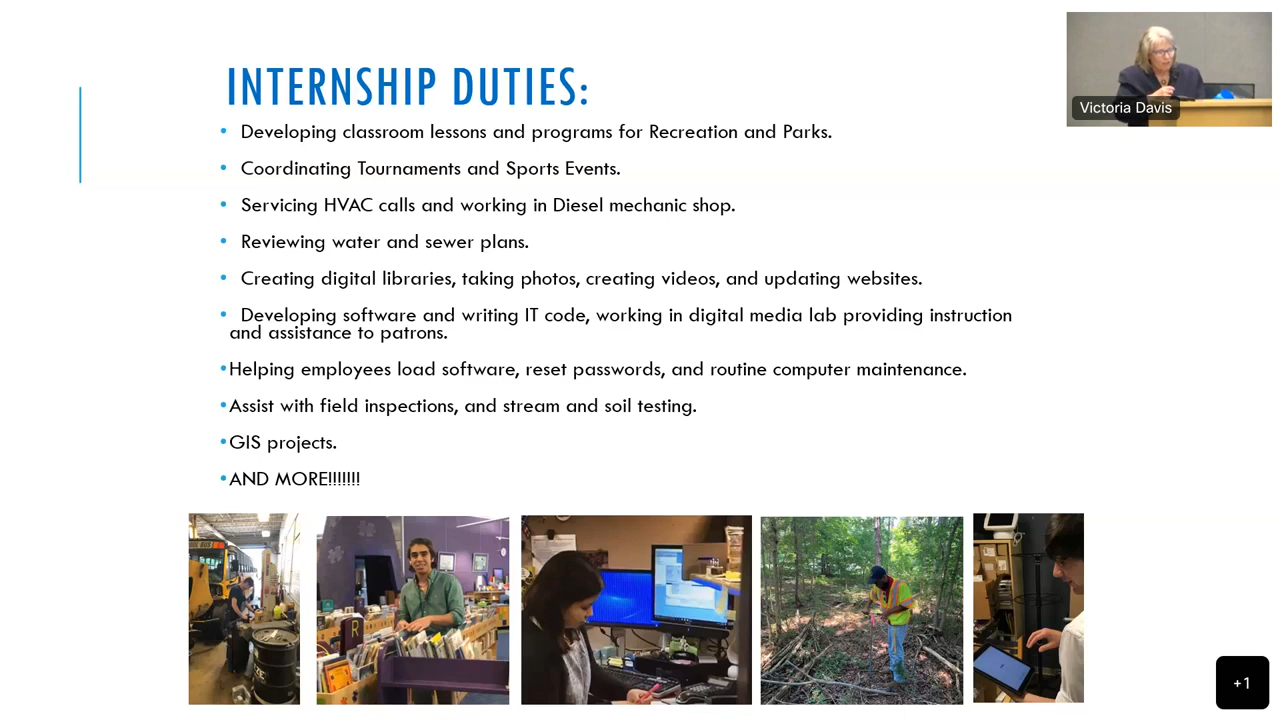 INTERNSHIP DUTIES:
Victoria Davis
• Developing classroom lessons and programs for Recreation and Parks.
• Coordinating Tournaments and Sports Events.
• Servicing HVAC calls and working in Diesel mechanic shop.
• Reviewing water and sewer plans.
• Creating digital libraries, taking photos, creating videos, and updating websites.
• Developing software and writing IT code, working in digital media lab providing instruction
and assistance to patrons.
•Helping employees load software, reset passwords, and routine computer maintenance.
•Assist with field inspections, and stream and soil testing.
•GIS projects.
•AND MORE!!!!!!!
R
+1